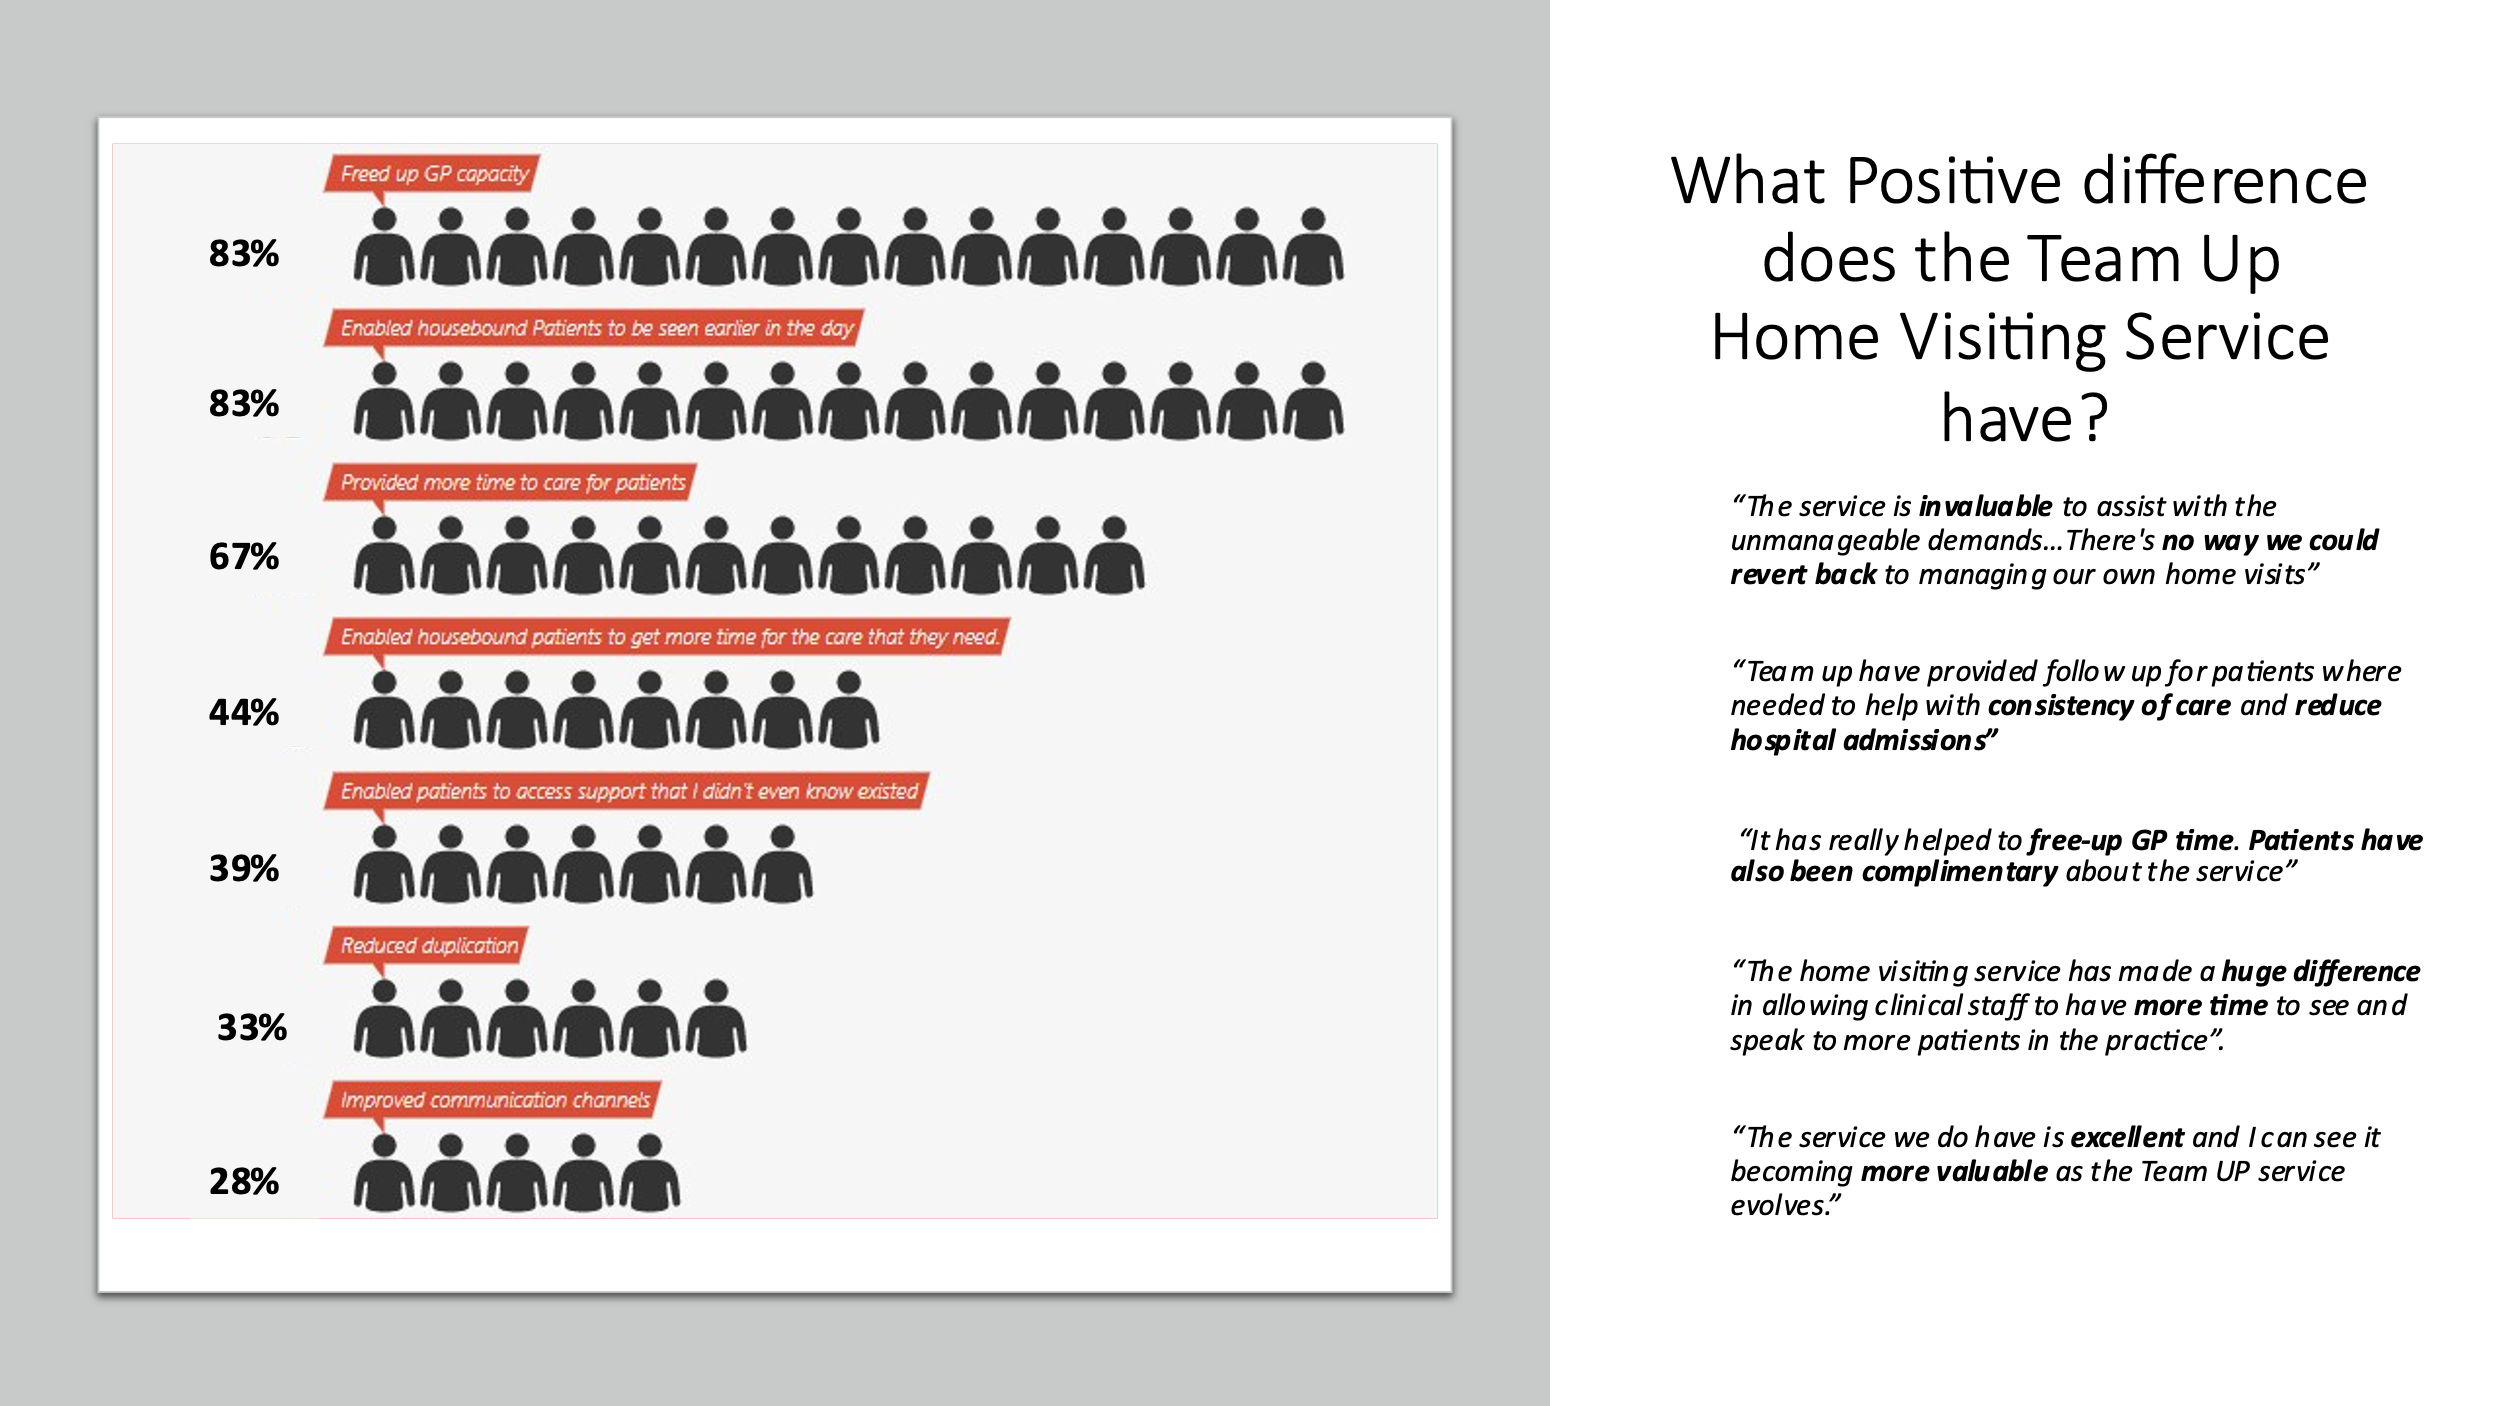 Freed up GP capacity
83%
Enabled housebound Patients to be seen earlier in the day
83%
Provided more time to care for patients
67%
Enabled housebound patients to get more time for the care that they need.
44%
Enabled patients to access support that I didn't even know existed
39%
Reduced duplication
33%
Improved communication channels
28%
What Positive difference
does the Team Up
Home Visiting Service
have?
“The service is invaluable to assist with the
unmanageable demands...There's no way we could
revert back to managing our own home visits”
“Team up have provided follow up for patients where
needed to help with consistency of care and reduce
hospital admissions”
“It has really helped to free-up GP time. Patients have
also been complimentary about the service”
“The home visiting service has made a huge difference
in allowing clinical staff to have more time to see and
speak to more patients in the practice”.
“The service we do have is excellent and I can see it
becoming more valuable as the Team UP service
evolves.”